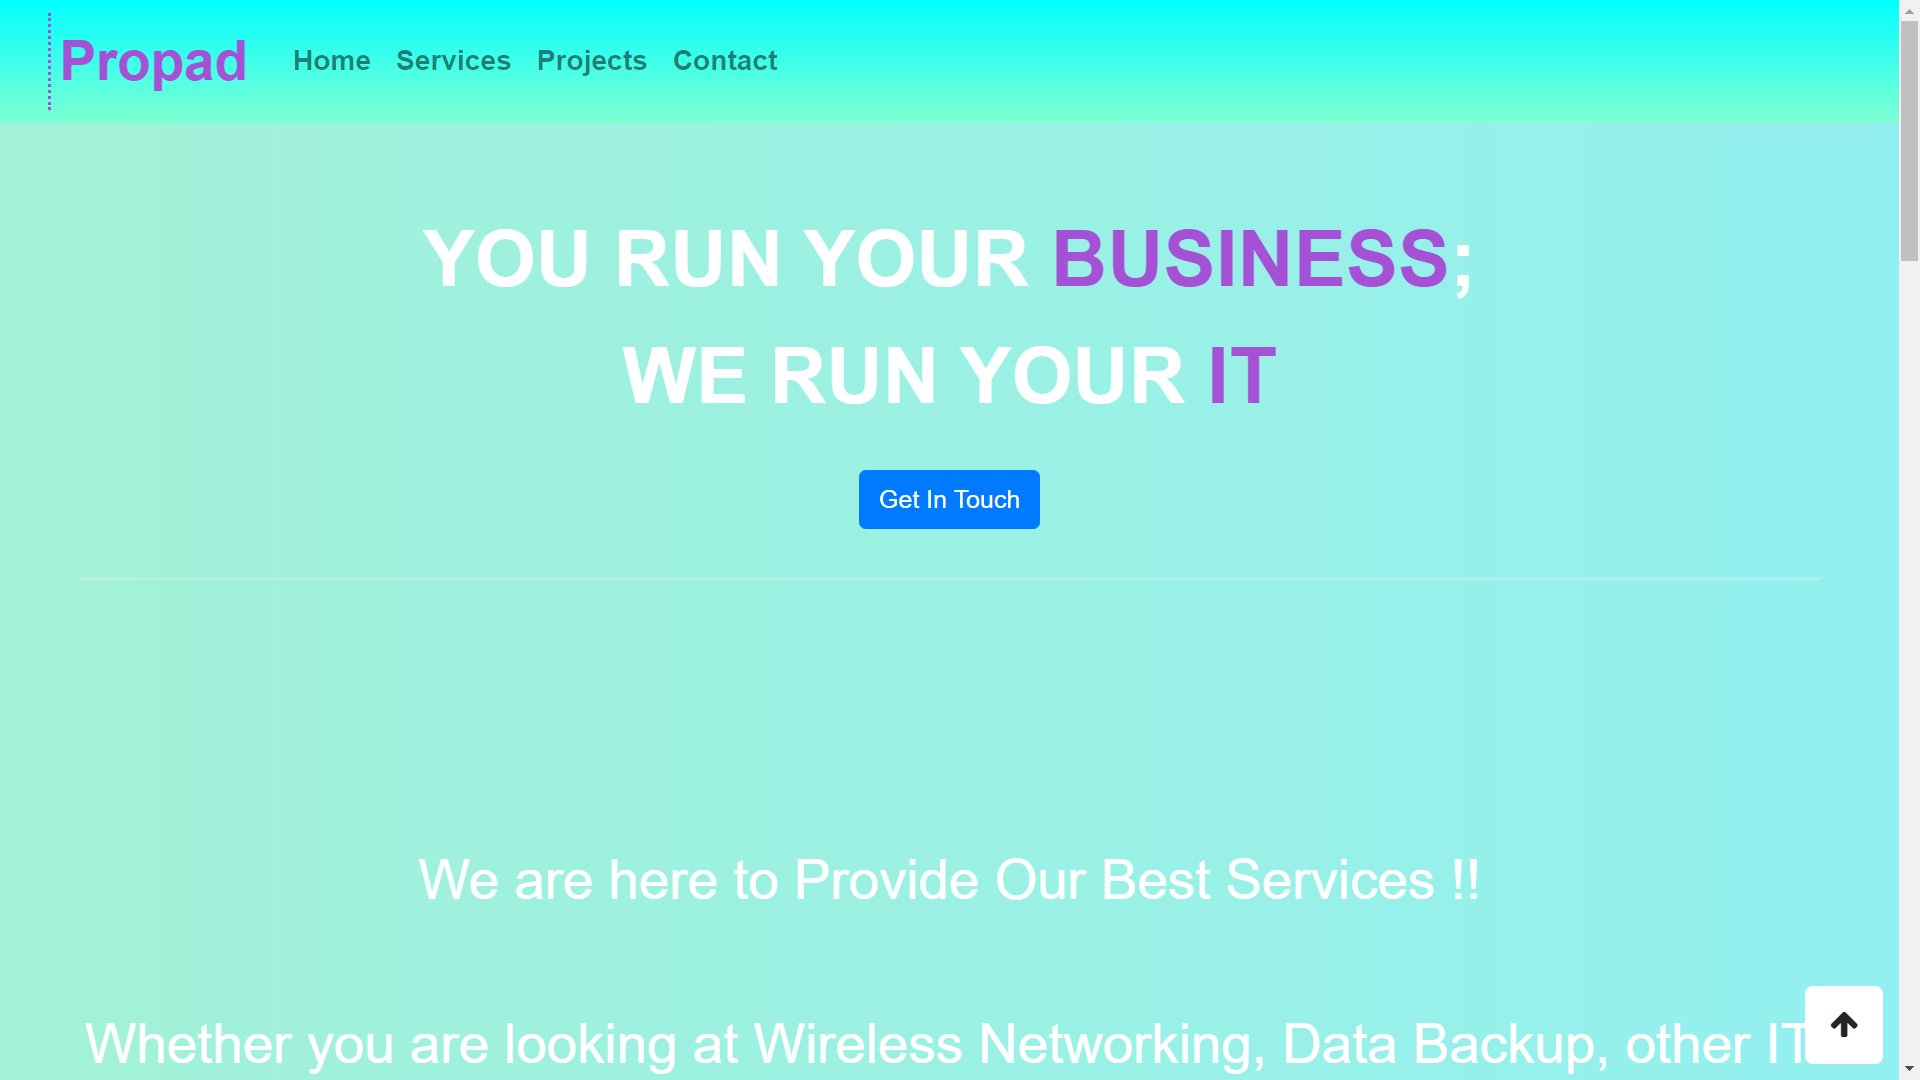 Propad
Home Services Projects Contact
YOU RUN YOUR BUSINESS;
WE RUN YOUR IT
Get In Touch
We are here to Provide Our Best Services !!
Whether you are looking at Wireless Networking, Data Backup, other IT